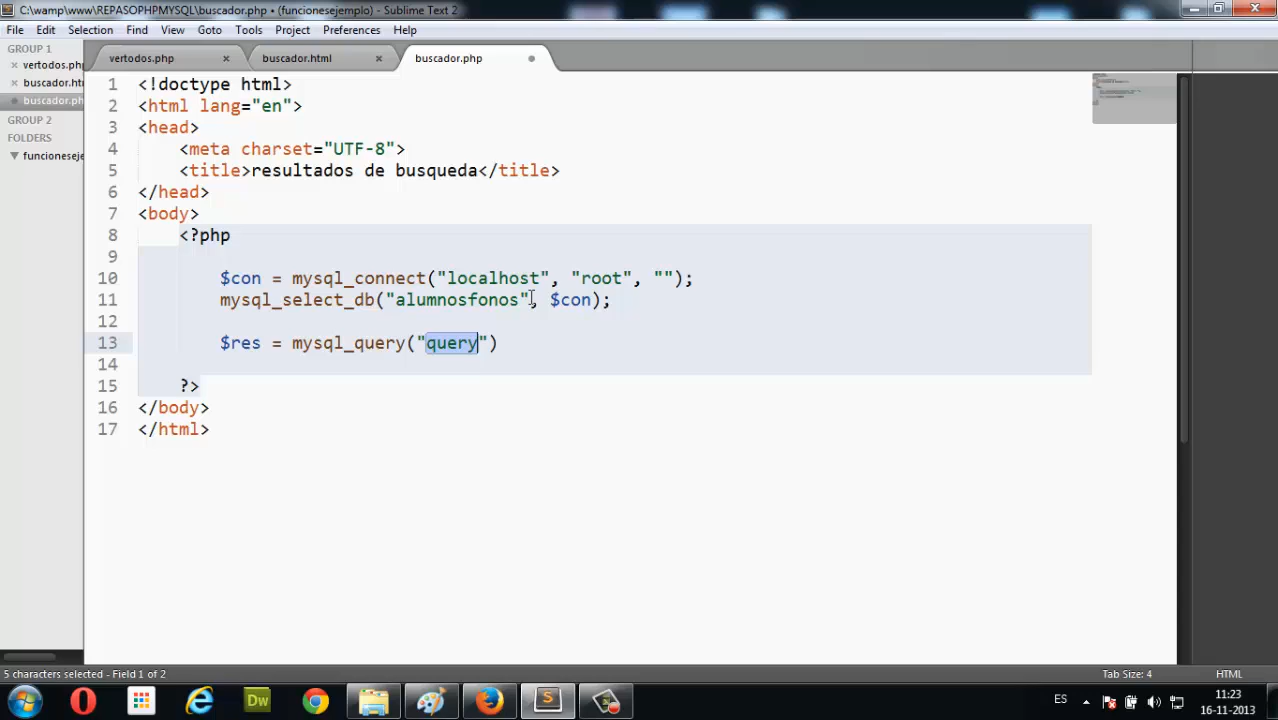 C:\wamp\www\REPASOPHPMYSQL\buscador.php • (funcionesejemplo) - Sublime Text 2
File Edit Selection Find View Goto Tools Project Preferences Help
GROUP 1
vertodos.php
buscador.ht
buscador.ph
GROUP 2
FOLDERS
funcionesej
vertodos.php
buscador.html
buscador.php
1 <!doctype html>
2 <html lang="en">
3 <head>
4 <meta charset="UTF-8">
5 <title>resultados de busqueda</title>
6 </head>
7 <body>
8 <?php
9
10 $con = mysql_connect("localhost", "root", "");
11 mysql_select_db("alumnosfonos", $con);
12
13 $res = mysql_query("query")
14
15 ?>
16 </body>
17 </html>
5 characters selected - Field 1 of 2
Tab Size: 4
HTML
Dw
S
ES
11:23
16-11-2013